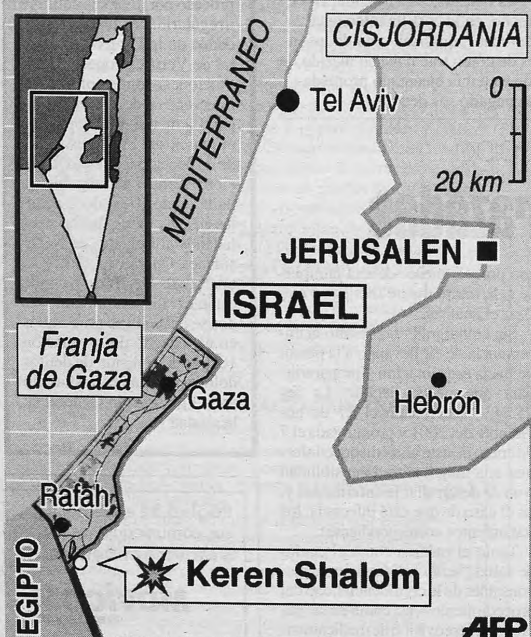 CISJORDANIA
MEDITERRANEO
0
Tel Aviv
20 km
JERUSALEN
ISRAEL
Franja
de Gaza
Gaza
Hebrón
Rafah
EGIPTO
Keren Shalom
AFP